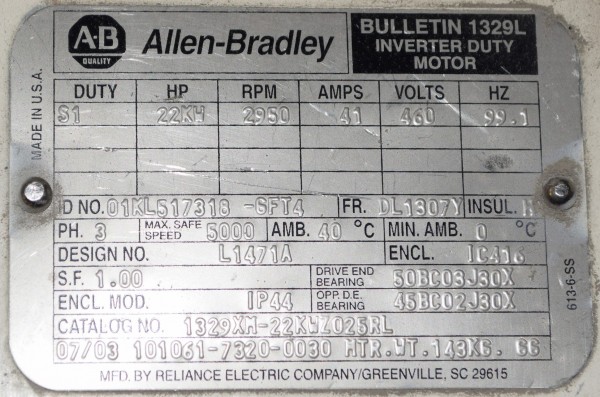 A-B QUALITY Allen-Bradley
BULLETIN 1329L
INVERTER DUTY
MOTOR
MADE IN U.S.A.
DUTY HP RPM AMPS VOLTS HZ
S1 22KW 2950 41 460 99.1
ID NO. 01KL517318 -GFT4 FR. DL1307Y INSUL. H
PH. 3 MAX. SAFE SPEED 5000 AMB. 40 °C MIN. AMB. 0 °C
DESIGN NO. L1471A ENCL. IC416
S.F. 1.00 DRIVE END BEARING 50BC03J30X
ENCL. MOD. IP44 OPP. D.E. BEARING 45BC02J30X
CATALOG NO. 1329XM-22KWZ025RL
07/03 101061-7320-0030 MTR.WT.143KG. GG
MFD. BY RELIANCE ELECTRIC COMPANY/GREENVILLE, SC 29615
613-6-SS